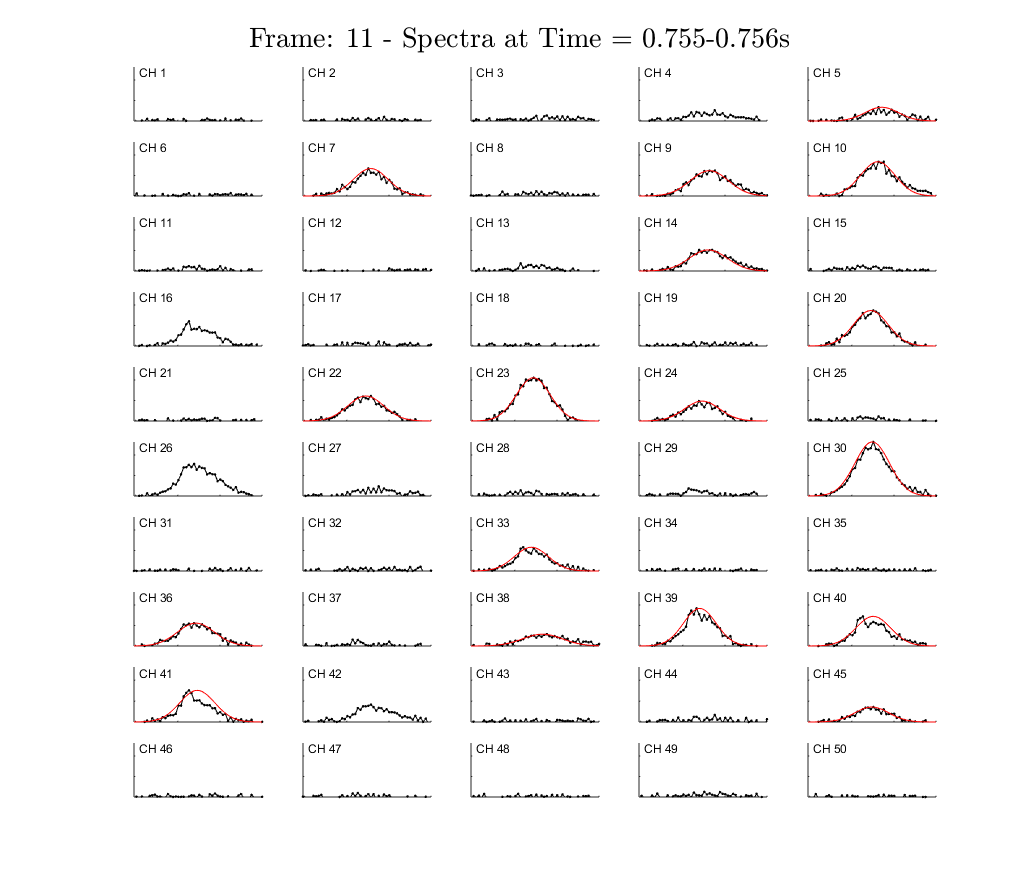 Frame: 11 - Spectra at Time = 0.755-0.756s
CH 1 CH 2 CH 3 CH 4 CH 5
CH 6 CH 7 CH 8 CH 9 CH 10
CH 11 CH 12 CH 13 CH 14 CH 15
CH 16 CH 17 CH 18 CH 19 CH 20
CH 21 CH 22 CH 23 CH 24 CH 25
CH 26 CH 27 CH 28 CH 29 CH 30
CH 31 CH 32 CH 33 CH 34 CH 35
CH 36 CH 37 CH 38 CH 39 CH 40
CH 41 CH 42 CH 43 CH 44 CH 45
CH 46 CH 47 CH 48 CH 49 CH 50